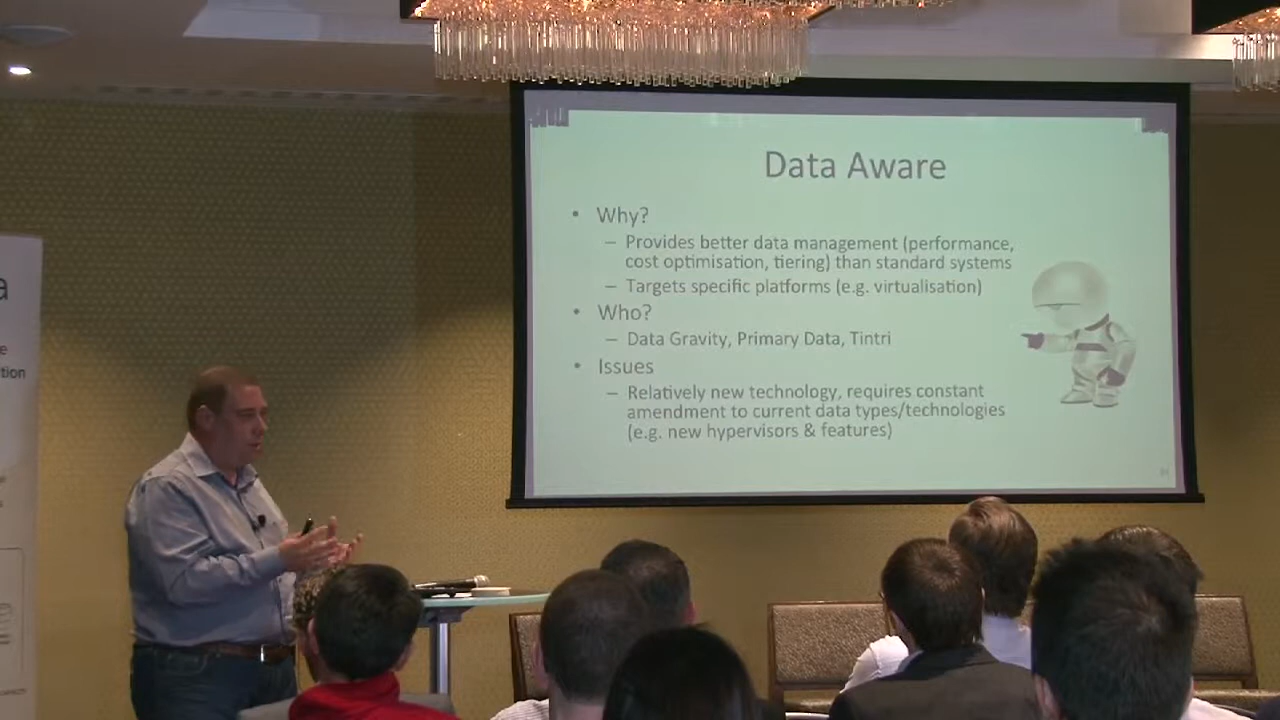 Data Aware
• Why?
– Provides better data management (performance,
cost optimisation, tiering) than standard systems
– Targets specific platforms (e.g. virtualisation)
• Who?
– Data Gravity, Primary Data, Tintri
• Issues
– Relatively new technology, requires constant
amendment to current data types/technologies
(e.g. new hypervisors & features)
a
e
tion